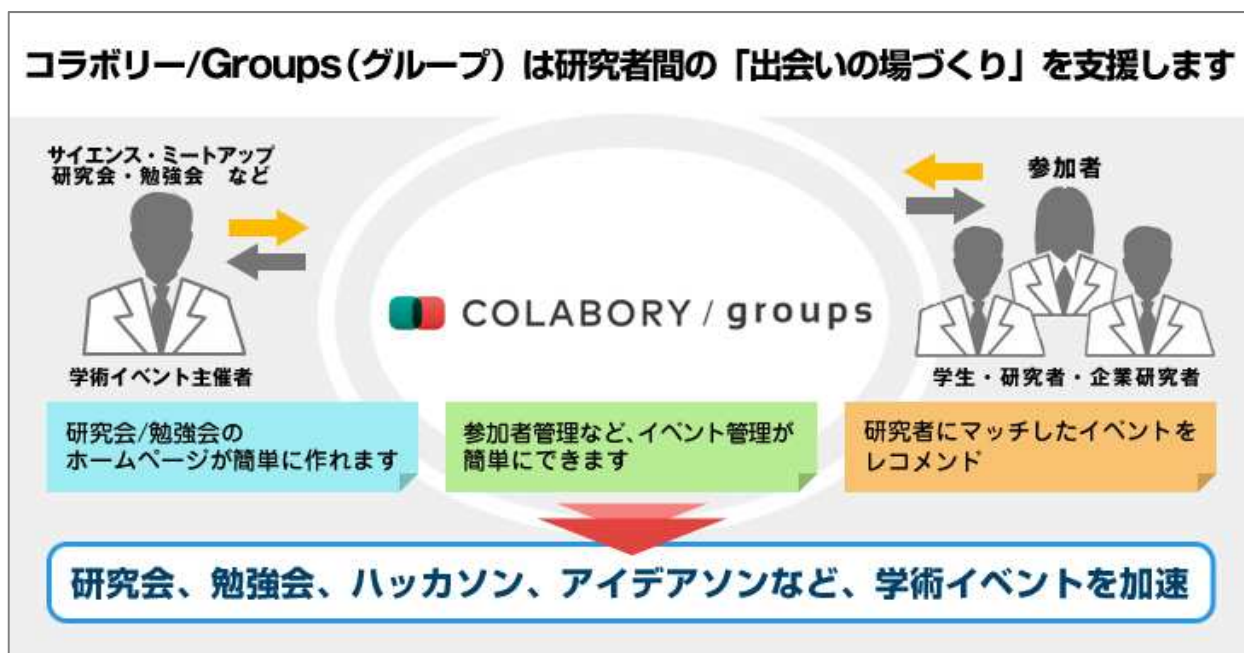 コラボリー/Groups(グループ)は研究者間の「出会いの場づくり」を支援します
サイエンス・ミートアップ
研究会・勉強会 など
学術イベント主催者
COLABORY / groups
参加者
学生・研究者・企業研究者
研究会/勉強会の
ホームページが簡単に作れます
参加者管理など、イベント管理が
簡単にできます
研究者にマッチしたイベントを
レコメンド
研究会、勉強会、ハッカソン、アイデアソンなど、学術イベントを加速